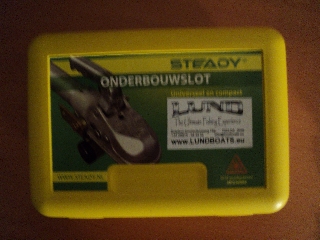 STEADY
ONDERBOUWSLOT
Universeel en compact
LUND
The Ultimate Fishing Experience
WWW.LUNDBOATS.eu
WWW.STEADY.NL